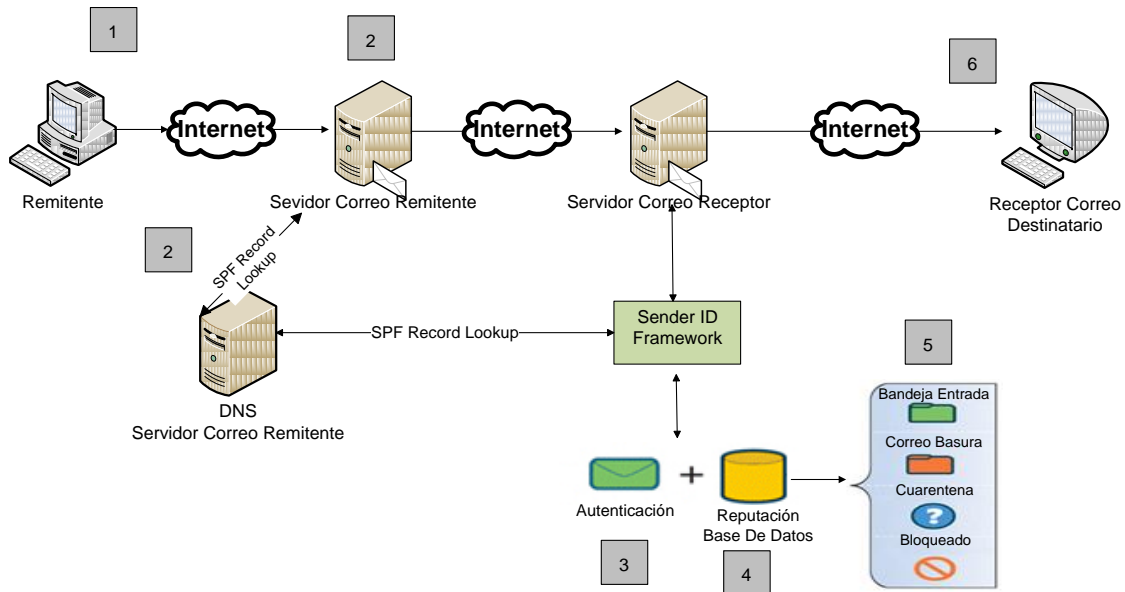 1
2
6
Internet
Internet
Internet
Remitente
Sevidor Correo Remitente
Servidor Correo Receptor
Receptor Correo
Destinatario
2
SPF Record
Lookup
SPF Record Lookup
Sender ID
Framework
DNS
Servidor Correo Remitente
5
Bandeja Entrada
Correo Basura
Cuarentena
?
Bloqueado
+
Autenticación
Reputación
Base De Datos
3
4